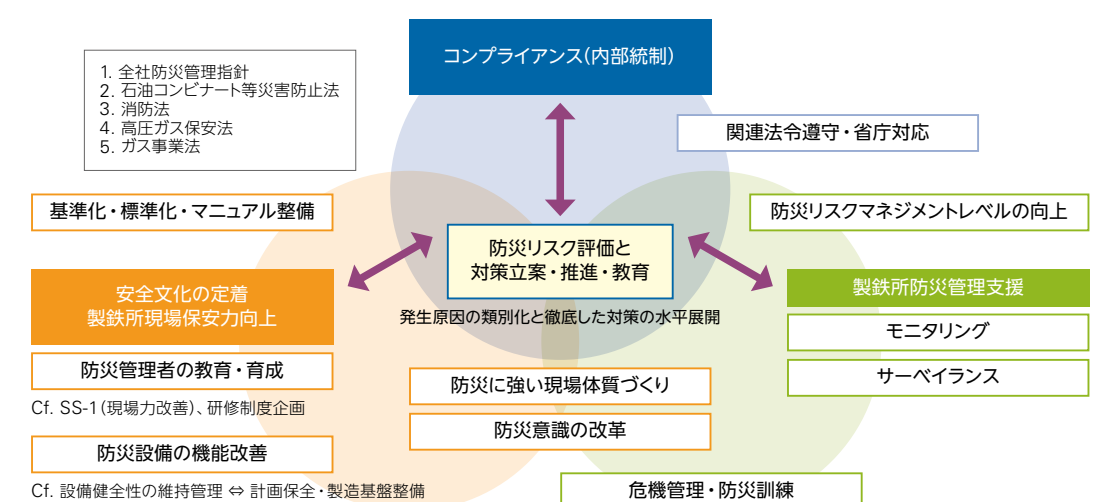 コンプライアンス(内部統制)
1. 全社防災管理指針
2. 石油コンビナート等災害防止法
3. 消防法
4. 高圧ガス保安法
5. ガス事業法
関連法令遵守・省庁対応
基準化・標準化・マニュアル整備
防災リスクマネジメントレベルの向上
防災リスク評価と
対策立案・推進・教育
発生原因の類別化と徹底した対策の水平展開
安全文化の定着
製鉄所現場保安力向上
防災管理者の教育・育成
Cf. SS-1(現場力改善)、研修制度企画
防災設備の機能改善
Cf. 設備健全性の維持管理 ⇔ 計画保全・製造基盤整備
製鉄所防災管理支援
モニタリング
サーベイランス
防災に強い現場体質づくり
防災意識の改革
危機管理・防災訓練